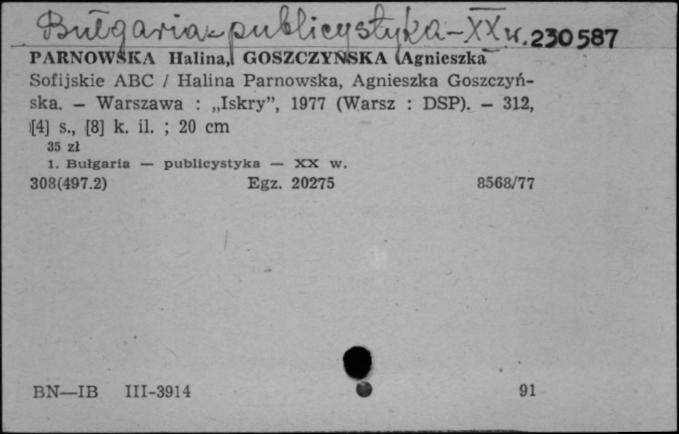 Bułgaria - publicystyka - XX w. 230587
PARNOWSKA Halina, GOSZCZYŃSKA (Agnieszka
Sofijskie ABC / Halina Parnowska, Agnieszka Goszczyń-
ska. — Warszawa : „Iskry”, 1977 (Warsz : DSP). — 312,
[4] s., [8] k. il. ; 20 cm
35 zł
1. Bułgaria — publicystyka — XX w.
308(497.2) Egz. 20275 8568/77
BN—IB III-3914 91